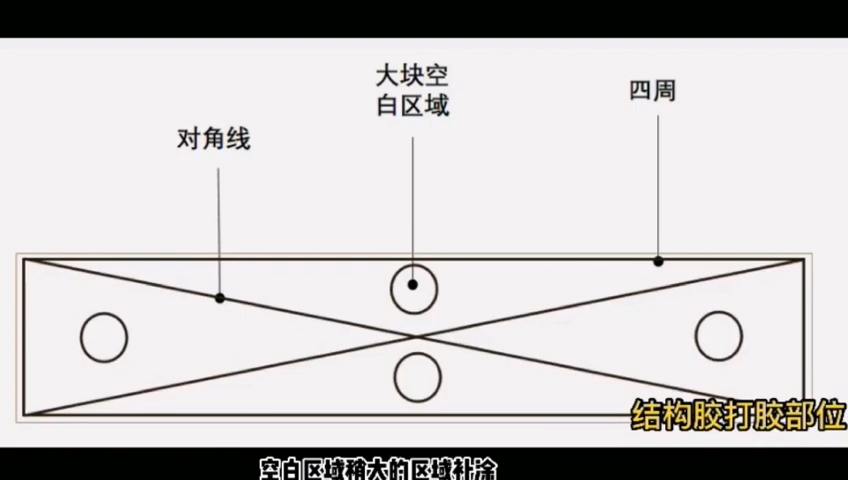 大块空
白区域
四周
对角线
结构胶打胶部位
空白区域稍大的区域补涂